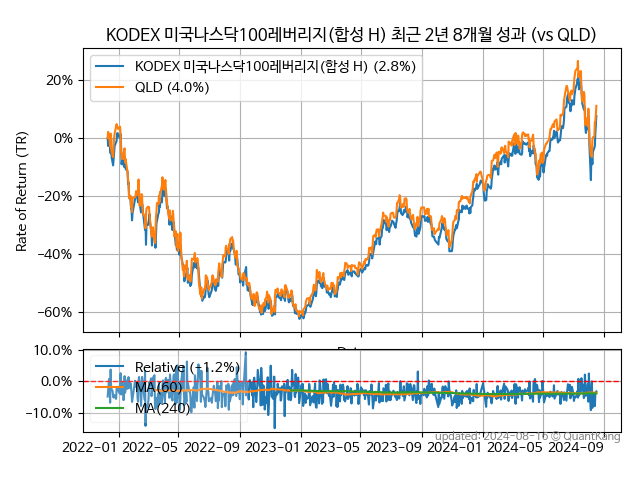 KODEX 미국나스닥100레버리지(합성 H) 최근 2년 8개월 성과 (vs QLD)
KODEX 미국나스닥100레버리지(합성 H) (2.8%)
QLD (4.0%)
Rate of Return (TR)
20%
0%
−20%
−40%
−60%
10.0%
0.0%
−10.0%
Relative (−1.2%)
MA(60)
MA(240)
2022−01 2022−05 2022−09 2023−01 2023−05 2023−09 2024−01 2024−05 2024−09
updated: 2024−08−16 © QuantKang